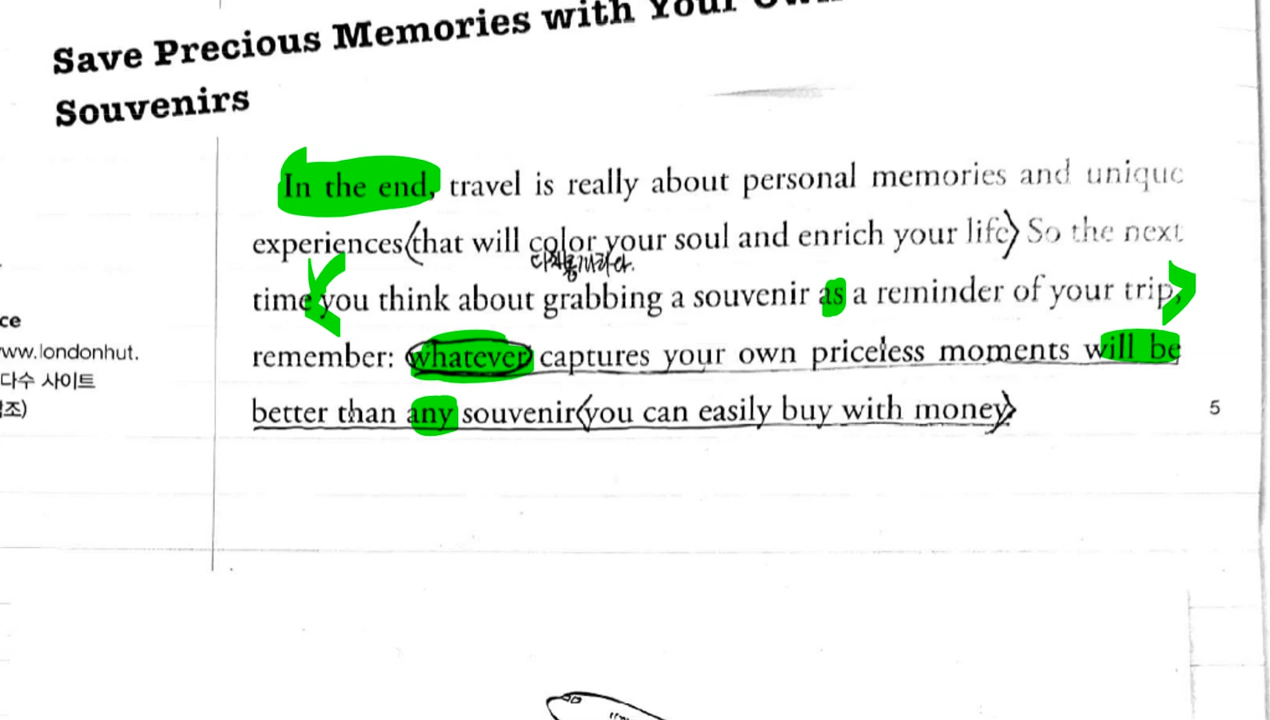 Save Precious Memories with Your Own
Souvenirs
In the end, travel is really about personal memories and unique
experiences(that will color your soul and enrich your life) So the next
time you think about grabbing a souvenir as a reminder of your trip,
remember: whatever captures your own priceless moments will be
better than any souvenir(you can easily buy with money)
5
ce
ww.londonhut.
다수 사이트
조)